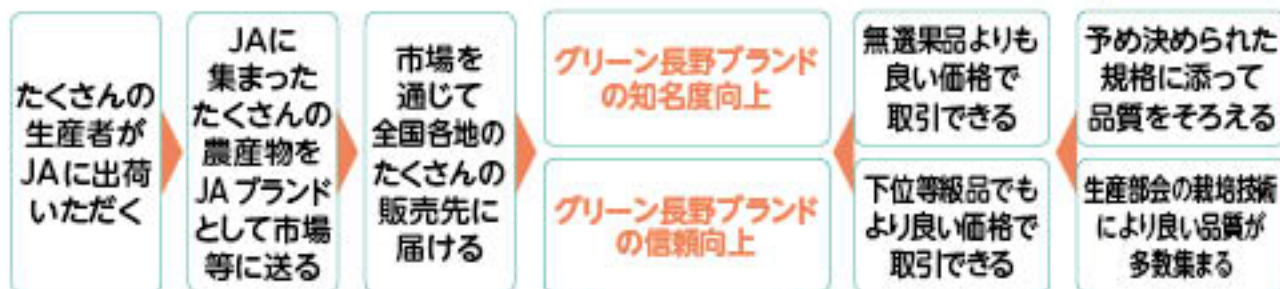 たくさんの
生産者が
JAに出荷
いただく
JAに
集まった
たくさんの
農産物を
JAブランド
として市場
等に送る
市場を
通じて
全国各地の
たくさんの
販売先に
届ける
グリーン長野ブランド
の知名度向上
グリーン長野ブランド
の信頼向上
無選果品よりも
良い価格で
取引できる
下位等級品でも
より良い価格で
取引できる
予め決められた
規格に添って
品質をそろえる
生産部会の栽培技術
により良い品質が
多数集まる